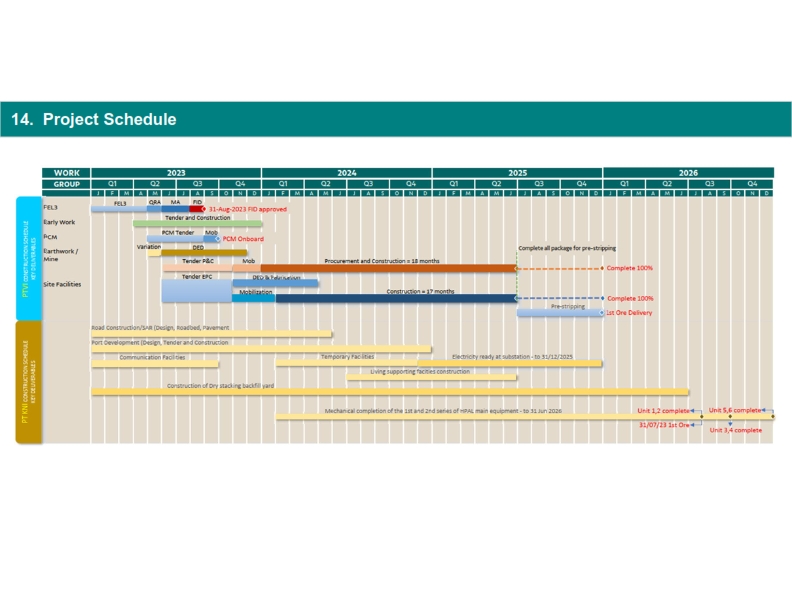 14. Project Schedule
WORK
GROUP
2023 2024 2025 2026
Q1 Q2 Q3 Q4 Q1 Q2 Q3 Q4 Q1 Q2 Q3 Q4 Q1 Q2 Q3 Q4
J F M A M J J A S O N D J F M A M J J A S O N D J F M A M J J A S O N D J F M A M J J A S O N D
PTVI CONSTRUCTION SCHEDULE
KEY DELIVERABLES
FEL3
FEL3 QRA MA FID
31-Aug-2023 FID approved
Early Work
Tender and Construction
PCM
PCM Tender Mob
PCM Onboard
Earthwork /
Mine
Variation DED
Complete all package for pre-stripping
Tender P&C Mob Procurement and Construction = 18 months
Complete 100%
Site Facilities
Tender EPC DED & Fabrication
Mobilization Construction = 17 months
Complete 100%
Pre-stripping
1st Ore Delivery
PT KNI CONSTRUCTION SCHEDULE
KEY DELIVERABLES
Road Construction/SAR (Design, Roadbed, Pavement
Port Development (Design, Tender and Construction
Communication Facilities Temporary Facilities Electricity ready at substation - to 31/12/2025
Living supporting facities construction
Construction of Dry stacking backfill yard
Mechanical completion of the 1st and 2nd series of HPAL main equipment - to 31 Jun 2026
Unit 1,2 complete Unit 5,6 complete
31/07/23 1st Ore
Unit 3,4 complete